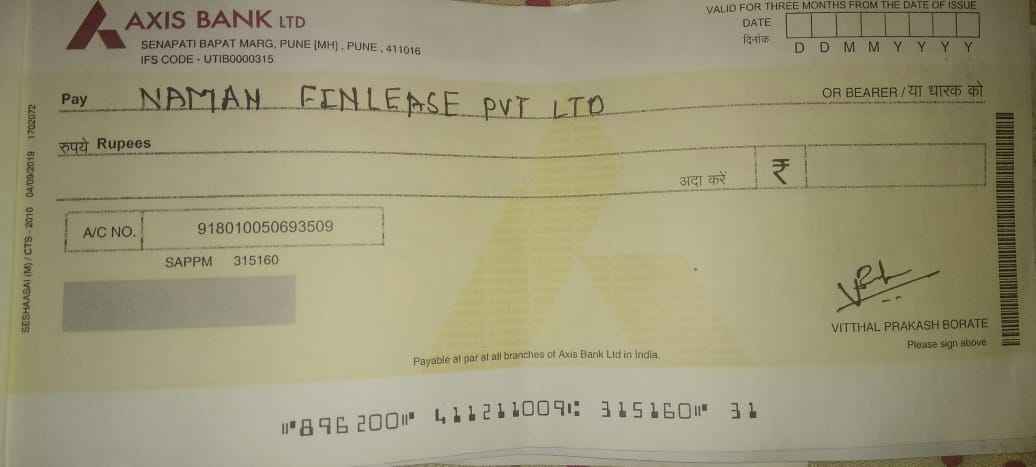 AXIS BANK LTD
SENAPATI BAPAT MARG, PUNE [MH] , PUNE , 411016
IFS CODE - UTIB0000315
VALID FOR THREE MONTHS FROM THE DATE OF ISSUE
DATE
दिनांक
D D M M Y Y Y Y
Pay NAMAN FINLEASE PVT LTD OR BEARER / या धारक को
रुपये Rupees
अदा करें ₹
A/C NO. 918010050693509
SAPPM 315160
VITTHAL PRAKASH BORATE
Please sign above
Payable at par at all branches of Axis Bank Ltd in India.
SESHAASAI (M) / CTS - 2010 04/09/2019 1702072
⑈896200⑈ 411211009⑆ 315160⑈ 31